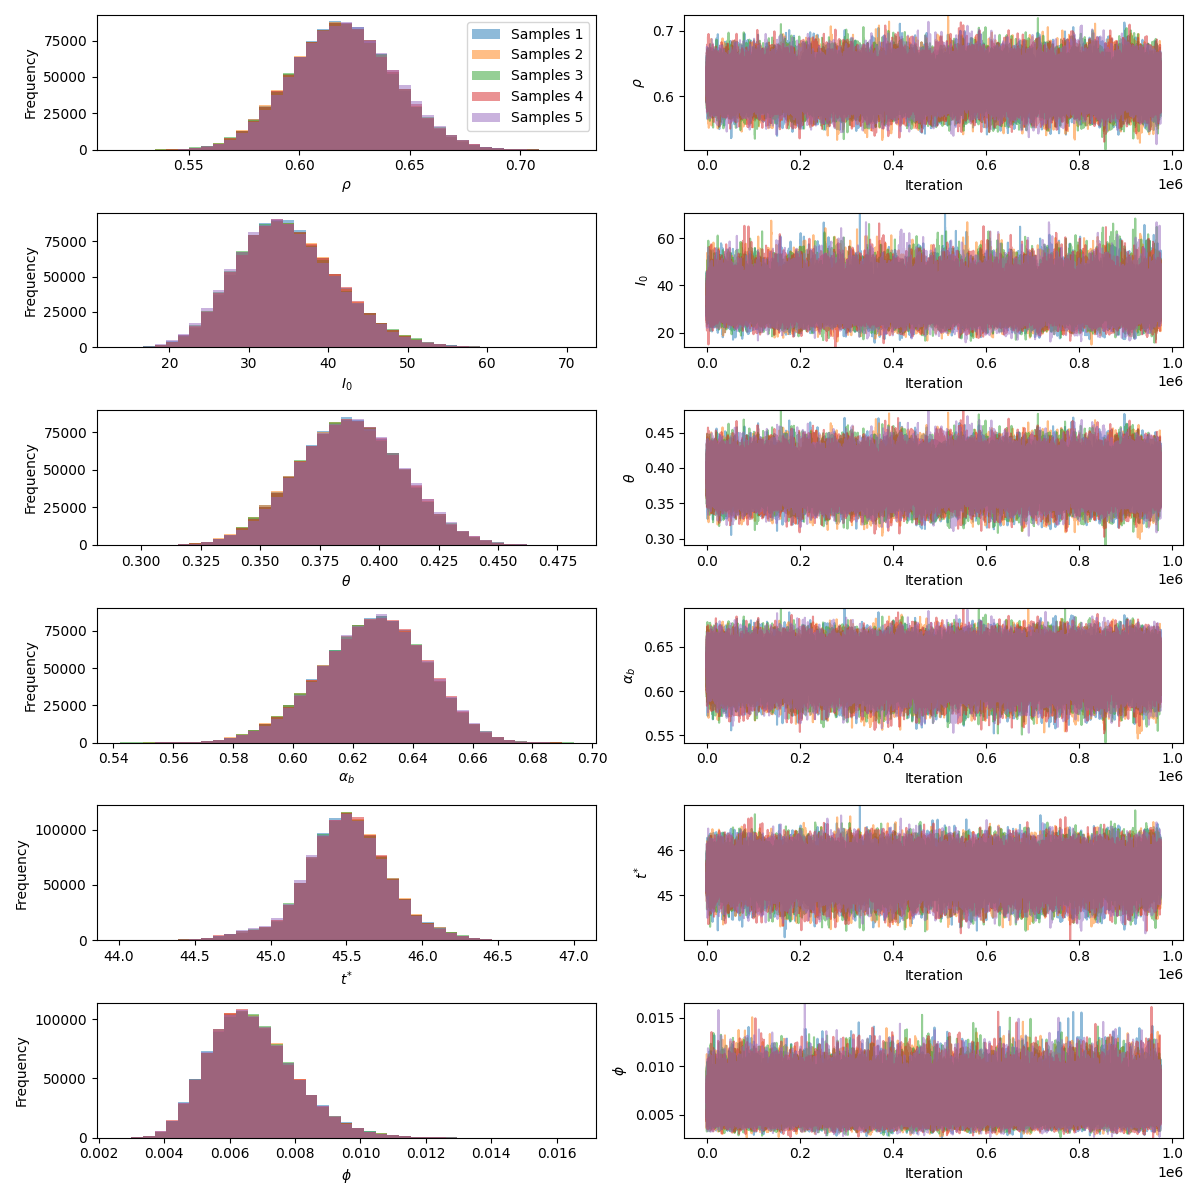 Frequency
75000
50000
25000
0
0.55 0.60 0.65 0.70
ρ
Samples 1
Samples 2
Samples 3
Samples 4
Samples 5
ρ
0.7
0.6
0.0 0.2 0.4 0.6 0.8 1.0
Iteration
1e6
Frequency
75000
50000
25000
0
20 30 40 50 60 70
I₀
I₀
60
40
20
0.0 0.2 0.4 0.6 0.8 1.0
Iteration
1e6
Frequency
75000
50000
25000
0
0.300 0.325 0.350 0.375 0.400 0.425 0.450 0.475
θ
θ
0.45
0.40
0.35
0.30
0.0 0.2 0.4 0.6 0.8 1.0
Iteration
1e6
Frequency
75000
50000
25000
0
0.54 0.56 0.58 0.60 0.62 0.64 0.66 0.68 0.70
α_b
α_b
0.65
0.60
0.55
0.0 0.2 0.4 0.6 0.8 1.0
Iteration
1e6
Frequency
100000
50000
0
44.0 44.5 45.0 45.5 46.0 46.5 47.0
t*
t*
46
45
0.0 0.2 0.4 0.6 0.8 1.0
Iteration
1e6
Frequency
100000
50000
0
0.002 0.004 0.006 0.008 0.010 0.012 0.014 0.016
ϕ
ϕ
0.015
0.010
0.005
0.0 0.2 0.4 0.6 0.8 1.0
Iteration
1e6